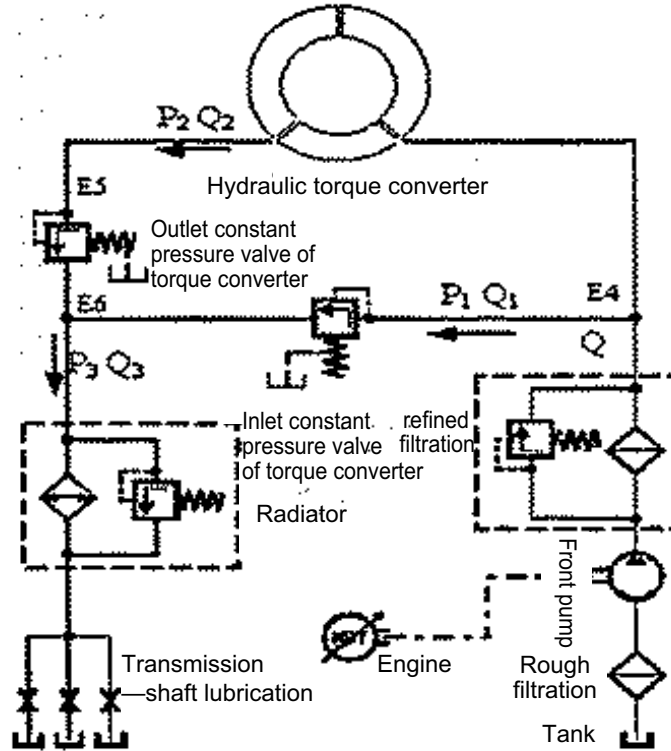 P2 Q2
Hydraulic torque converter
E5
Outlet constant
pressure valve of
torque converter
E6
P1 Q1
E4
Q
P3 Q3
Inlet constant
pressure valve
of torque converter
refined
filtration
Radiator
Front pump
Engine
Rough
filtration
Transmission
shaft lubrication
Tank